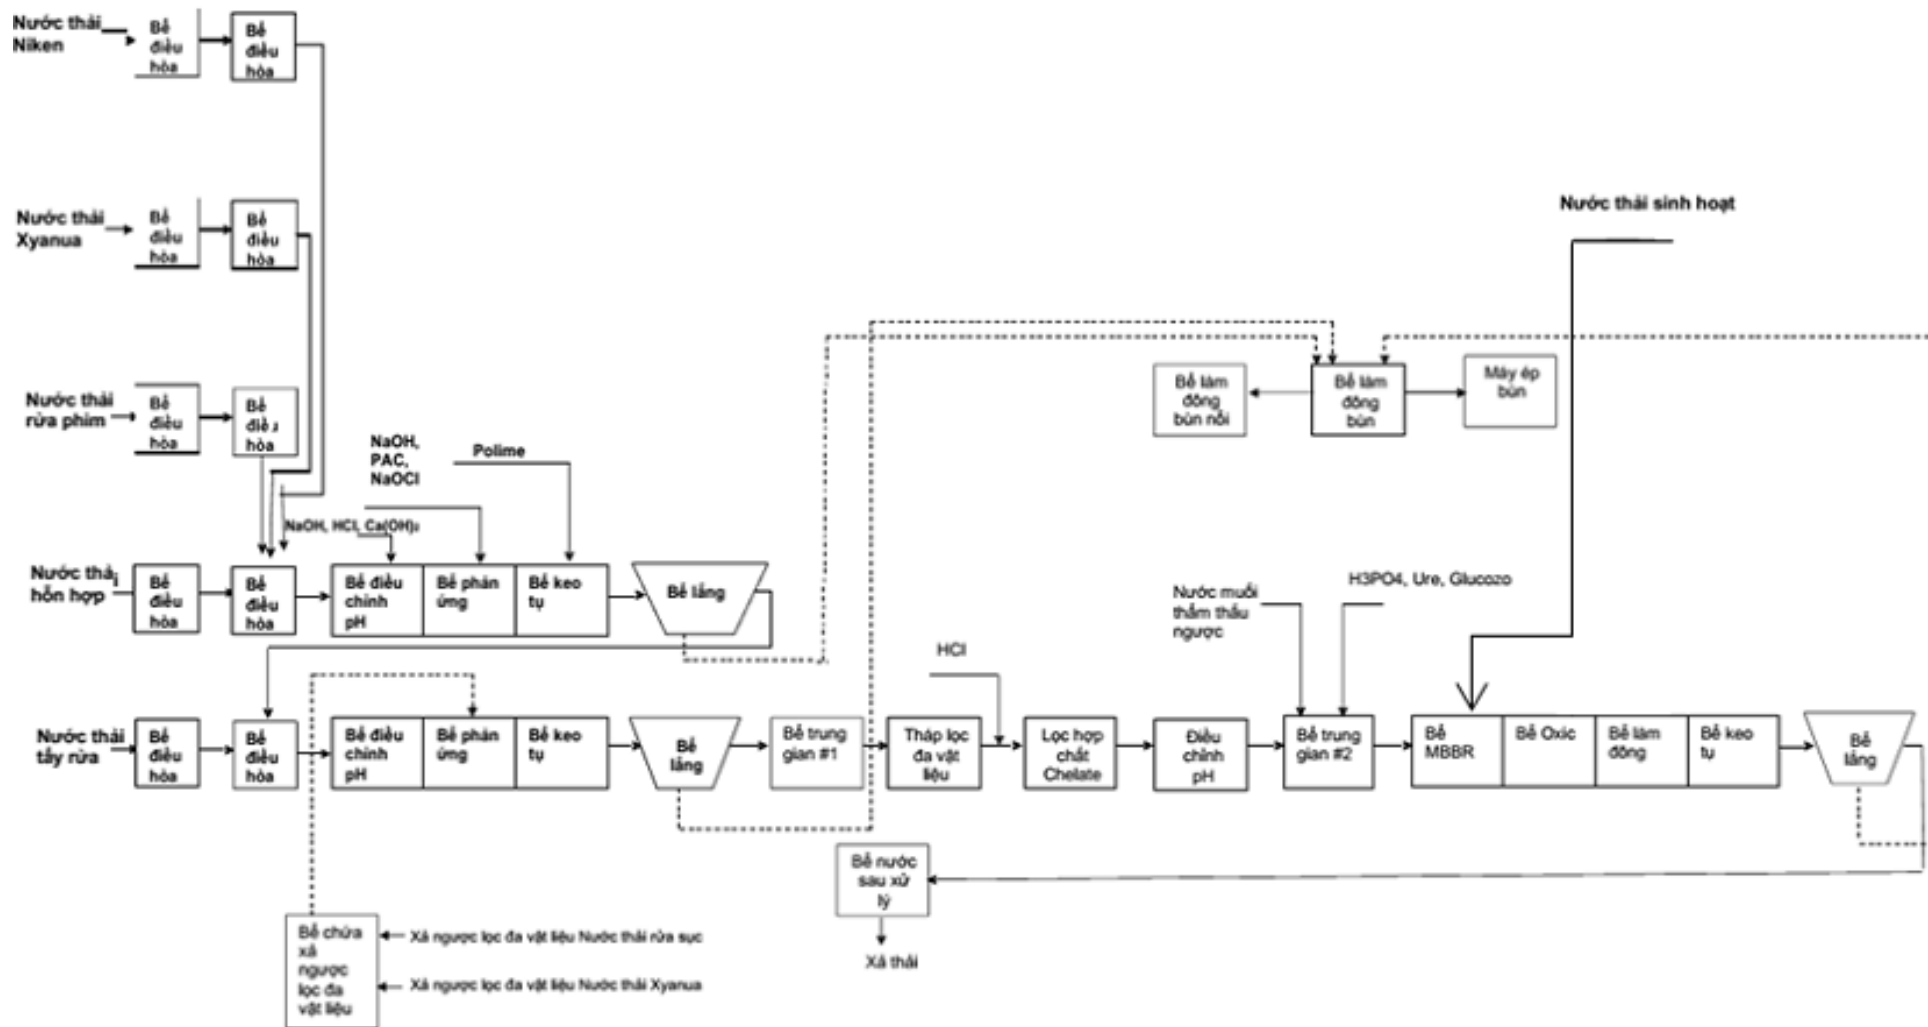 Nước thải
Niken
Bể
điều
hòa
Bể
điều
hòa
Nước thải
Xyanua
Bể
điều
hòa
Bể
điều
hòa
Nước thải sinh hoạt
Nước thải
rửa phim
Bể
điều
hòa
Bể
điều
hòa
Bể làm
đông
bùn nổi
Bể làm
đông
bùn
Máy ép
bùn
NaOH,
PAC,
NaOCl
Polime
NaOH, HCl, Ca(OH)₂
Nước thải
hỗn hợp
Bể
điều
hòa
Bể
điều
hòa
Bể điều
chỉnh
pH
Bể phản
ứng
Bể keo
tụ
Bể lắng
Nước muối
thẩm thấu
ngược
H3PO4, Ure, Glucozo
HCl
Nước thải
tẩy rửa
Bể
điều
hòa
Bể
điều
hòa
Bể điều
chỉnh
pH
Bể phản
ứng
Bể keo
tụ
Bể
lắng
Bể trung
gian #1
Tháp lọc
đa vật
liệu
Lọc hợp
chất
Chelate
Điều
chỉnh
pH
Bể trung
gian #2
Bể
MBBR
Bể Oxic
Bể làm
đông
Bể keo
tụ
Bể
lắng
Bể nước
sau xử
lý
Xả thải
Bể chứa
xả
ngược
lọc đa
vật liệu
Xả ngược lọc đa vật liệu Nước thải rửa sục
Xả ngược lọc đa vật liệu Nước thải Xyanua